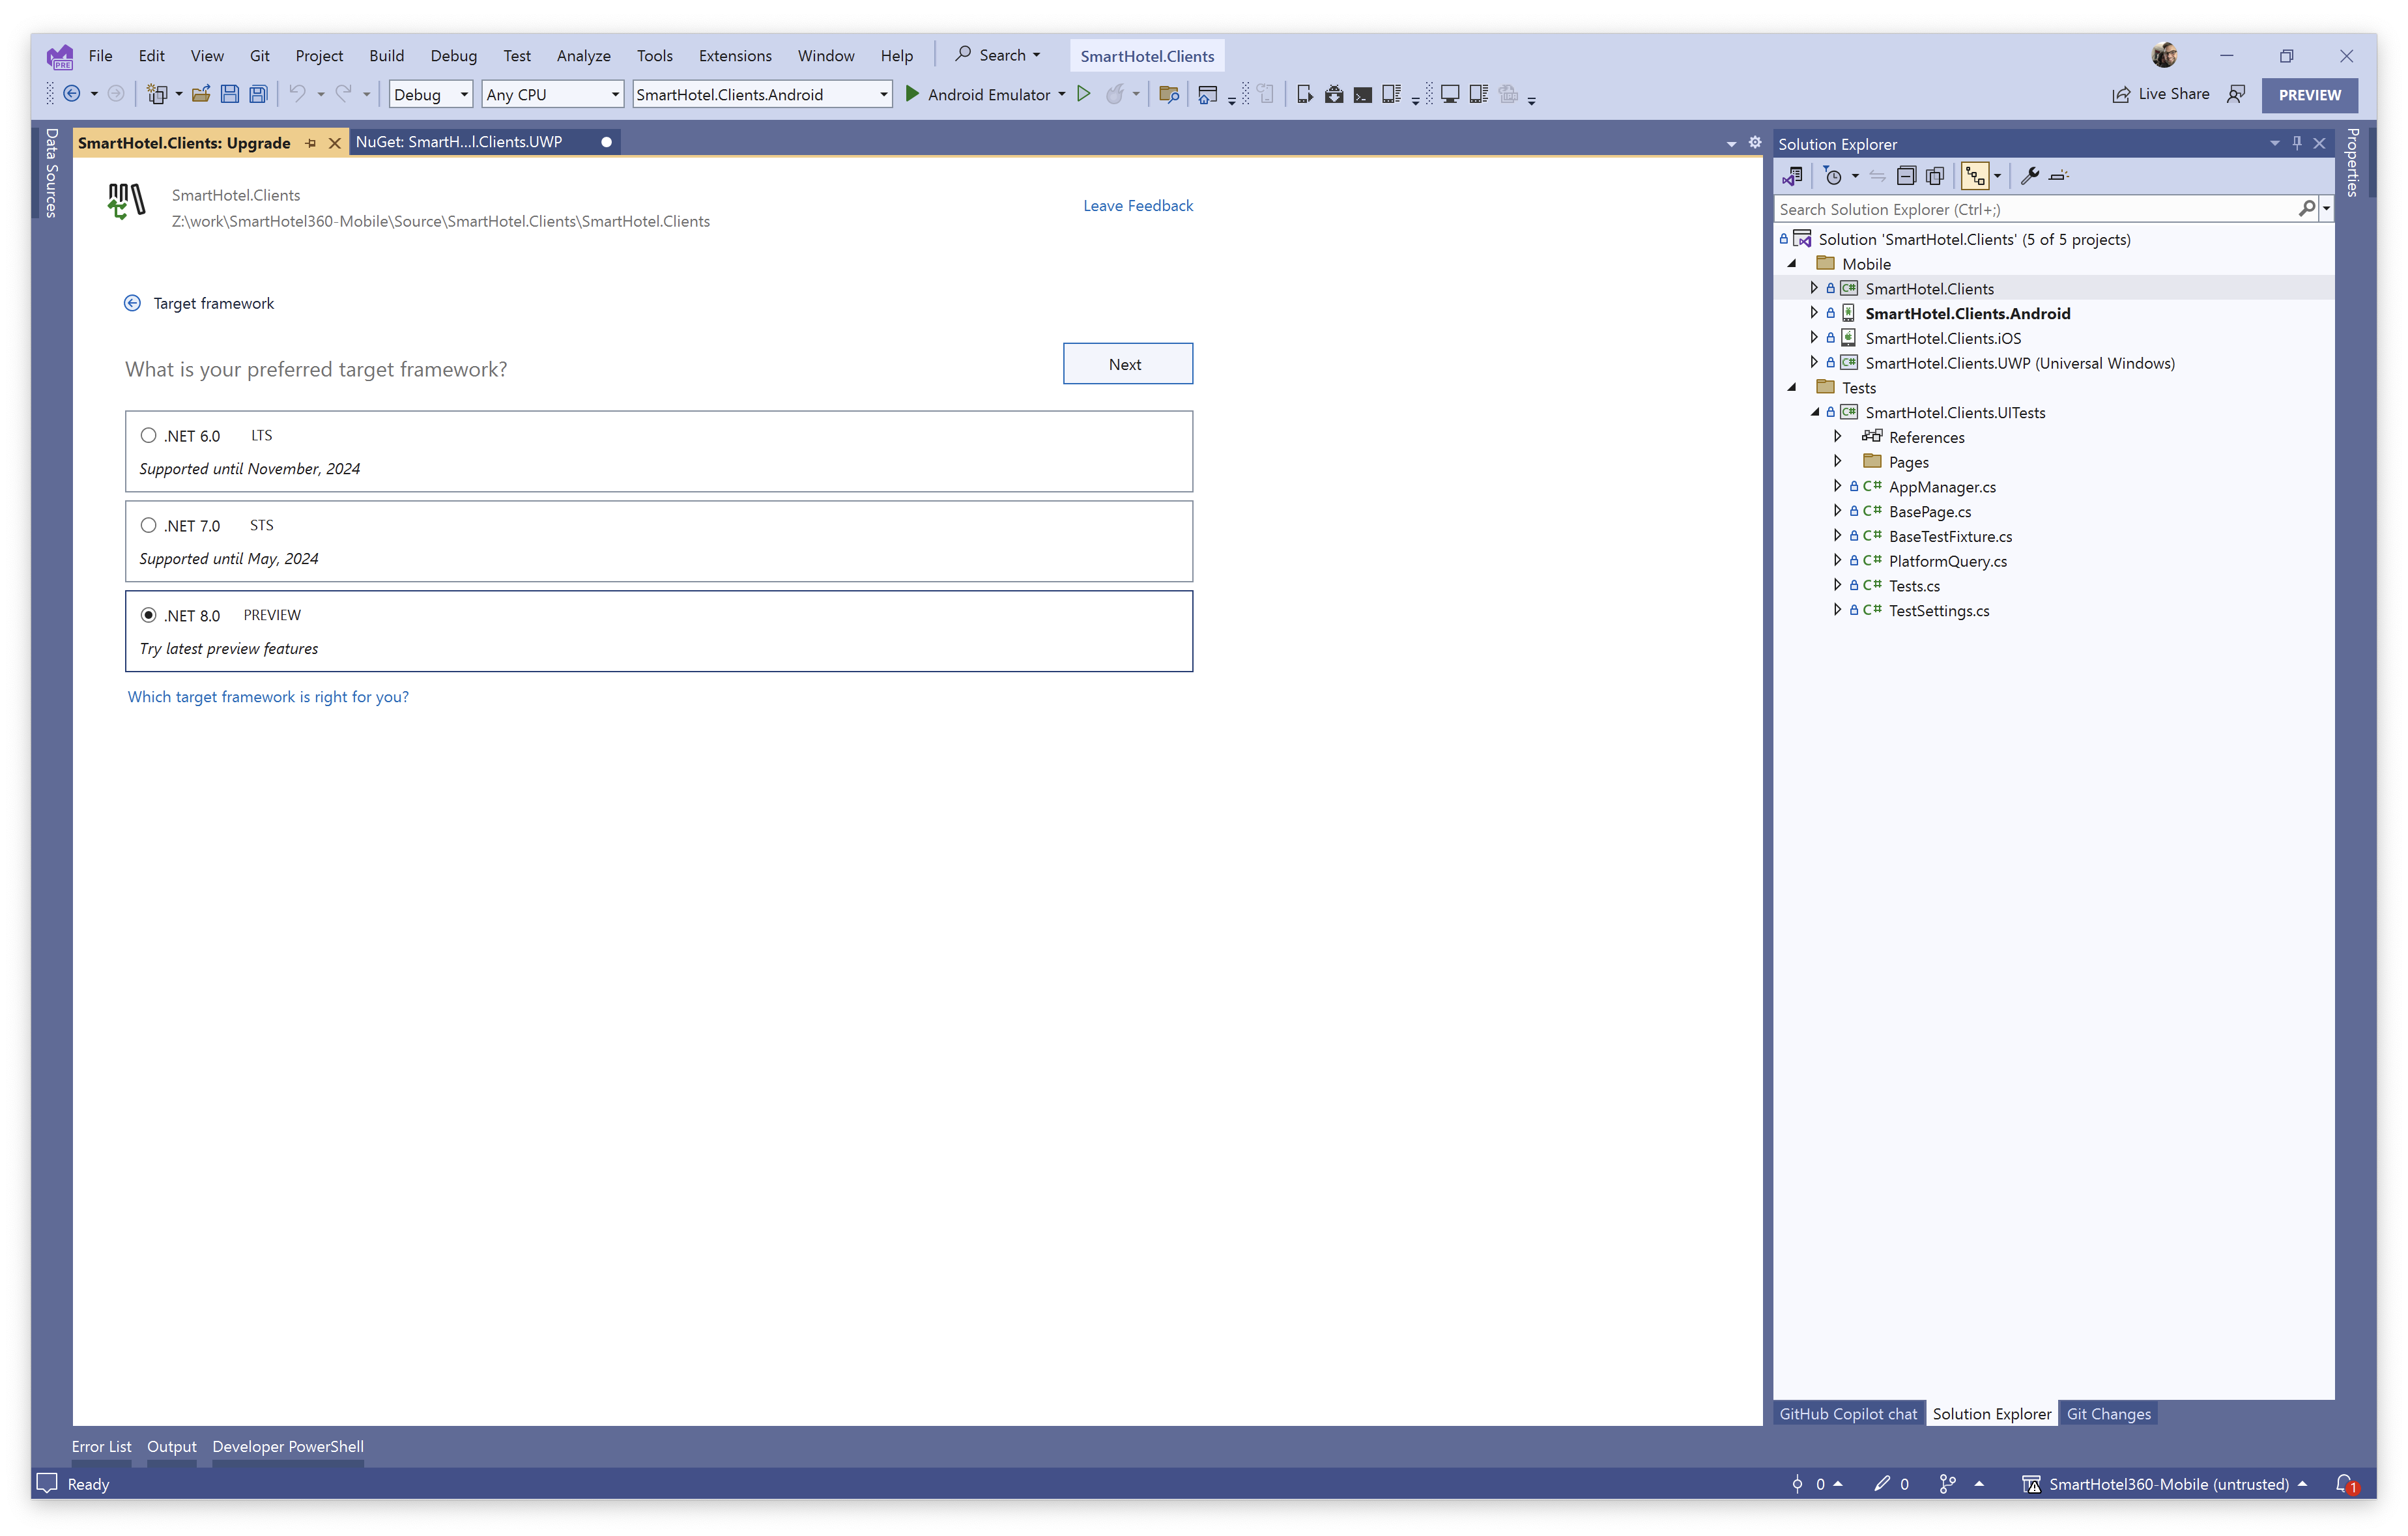 File Edit View Git Project Build Debug Test Analyze Tools Extensions Window Help Search SmartHotel.Clients
PRE
Debug Any CPU SmartHotel.Clients.Android Android Emulator Live Share PREVIEW
Data Sources
SmartHotel.Clients: Upgrade NuGet: SmartH...l.Clients.UWP
SmartHotel.Clients
Z:\work\SmartHotel360-Mobile\Source\SmartHotel.Clients\SmartHotel.Clients
Leave Feedback
Target framework
What is your preferred target framework?
Next
.NET 6.0 LTS
Supported until November, 2024
.NET 7.0 STS
Supported until May, 2024
.NET 8.0 PREVIEW
Try latest preview features
Which target framework is right for you?
Solution Explorer
Search Solution Explorer (Ctrl+;)
Solution 'SmartHotel.Clients' (5 of 5 projects)
Mobile
C# SmartHotel.Clients
SmartHotel.Clients.Android
SmartHotel.Clients.iOS
C# SmartHotel.Clients.UWP (Universal Windows)
Tests
C# SmartHotel.Clients.UITests
References
Pages
C# AppManager.cs
C# BasePage.cs
C# BaseTestFixture.cs
C# PlatformQuery.cs
C# Tests.cs
C# TestSettings.cs
Properties
GitHub Copilot chat Solution Explorer Git Changes
Error List Output Developer PowerShell
Ready 0 0 SmartHotel360-Mobile (untrusted) 1